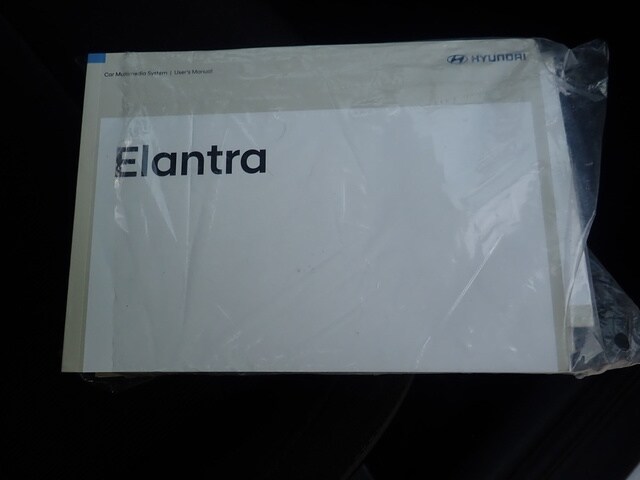 Car Multimedia System | User's Manual
HYUNDAI
Elantra